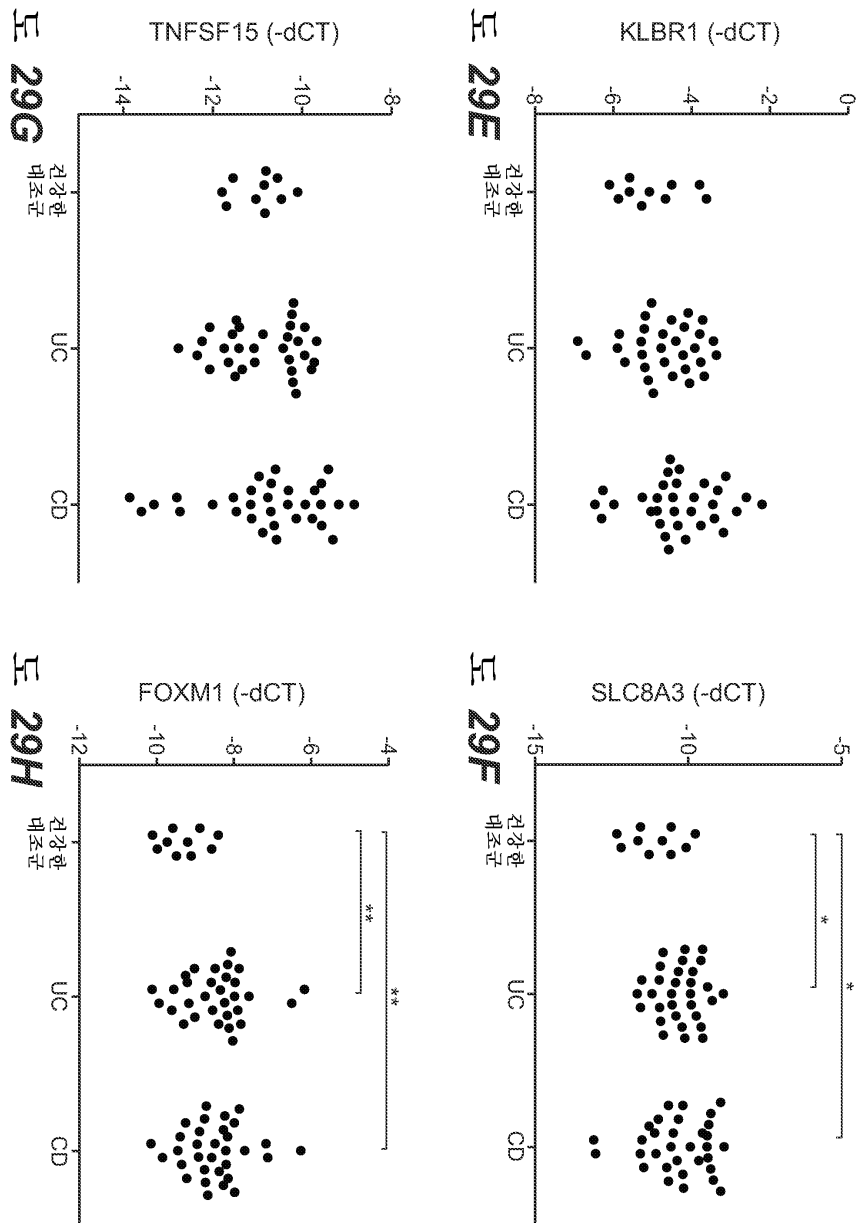 KLBR1 (-dCT)
0
-2
-4
-6
-8
건강한
대조군
UC
CD
도 29E
SLC8A3 (-dCT)
-5
-10
-15
*
*
건강한
대조군
UC
CD
도 29F
TNFSF15 (-dCT)
-8
-10
-12
-14
건강한
대조군
UC
CD
도 29G
FOXM1 (-dCT)
-4
-6
-8
-10
-12
**
**
건강한
대조군
UC
CD
도 29H